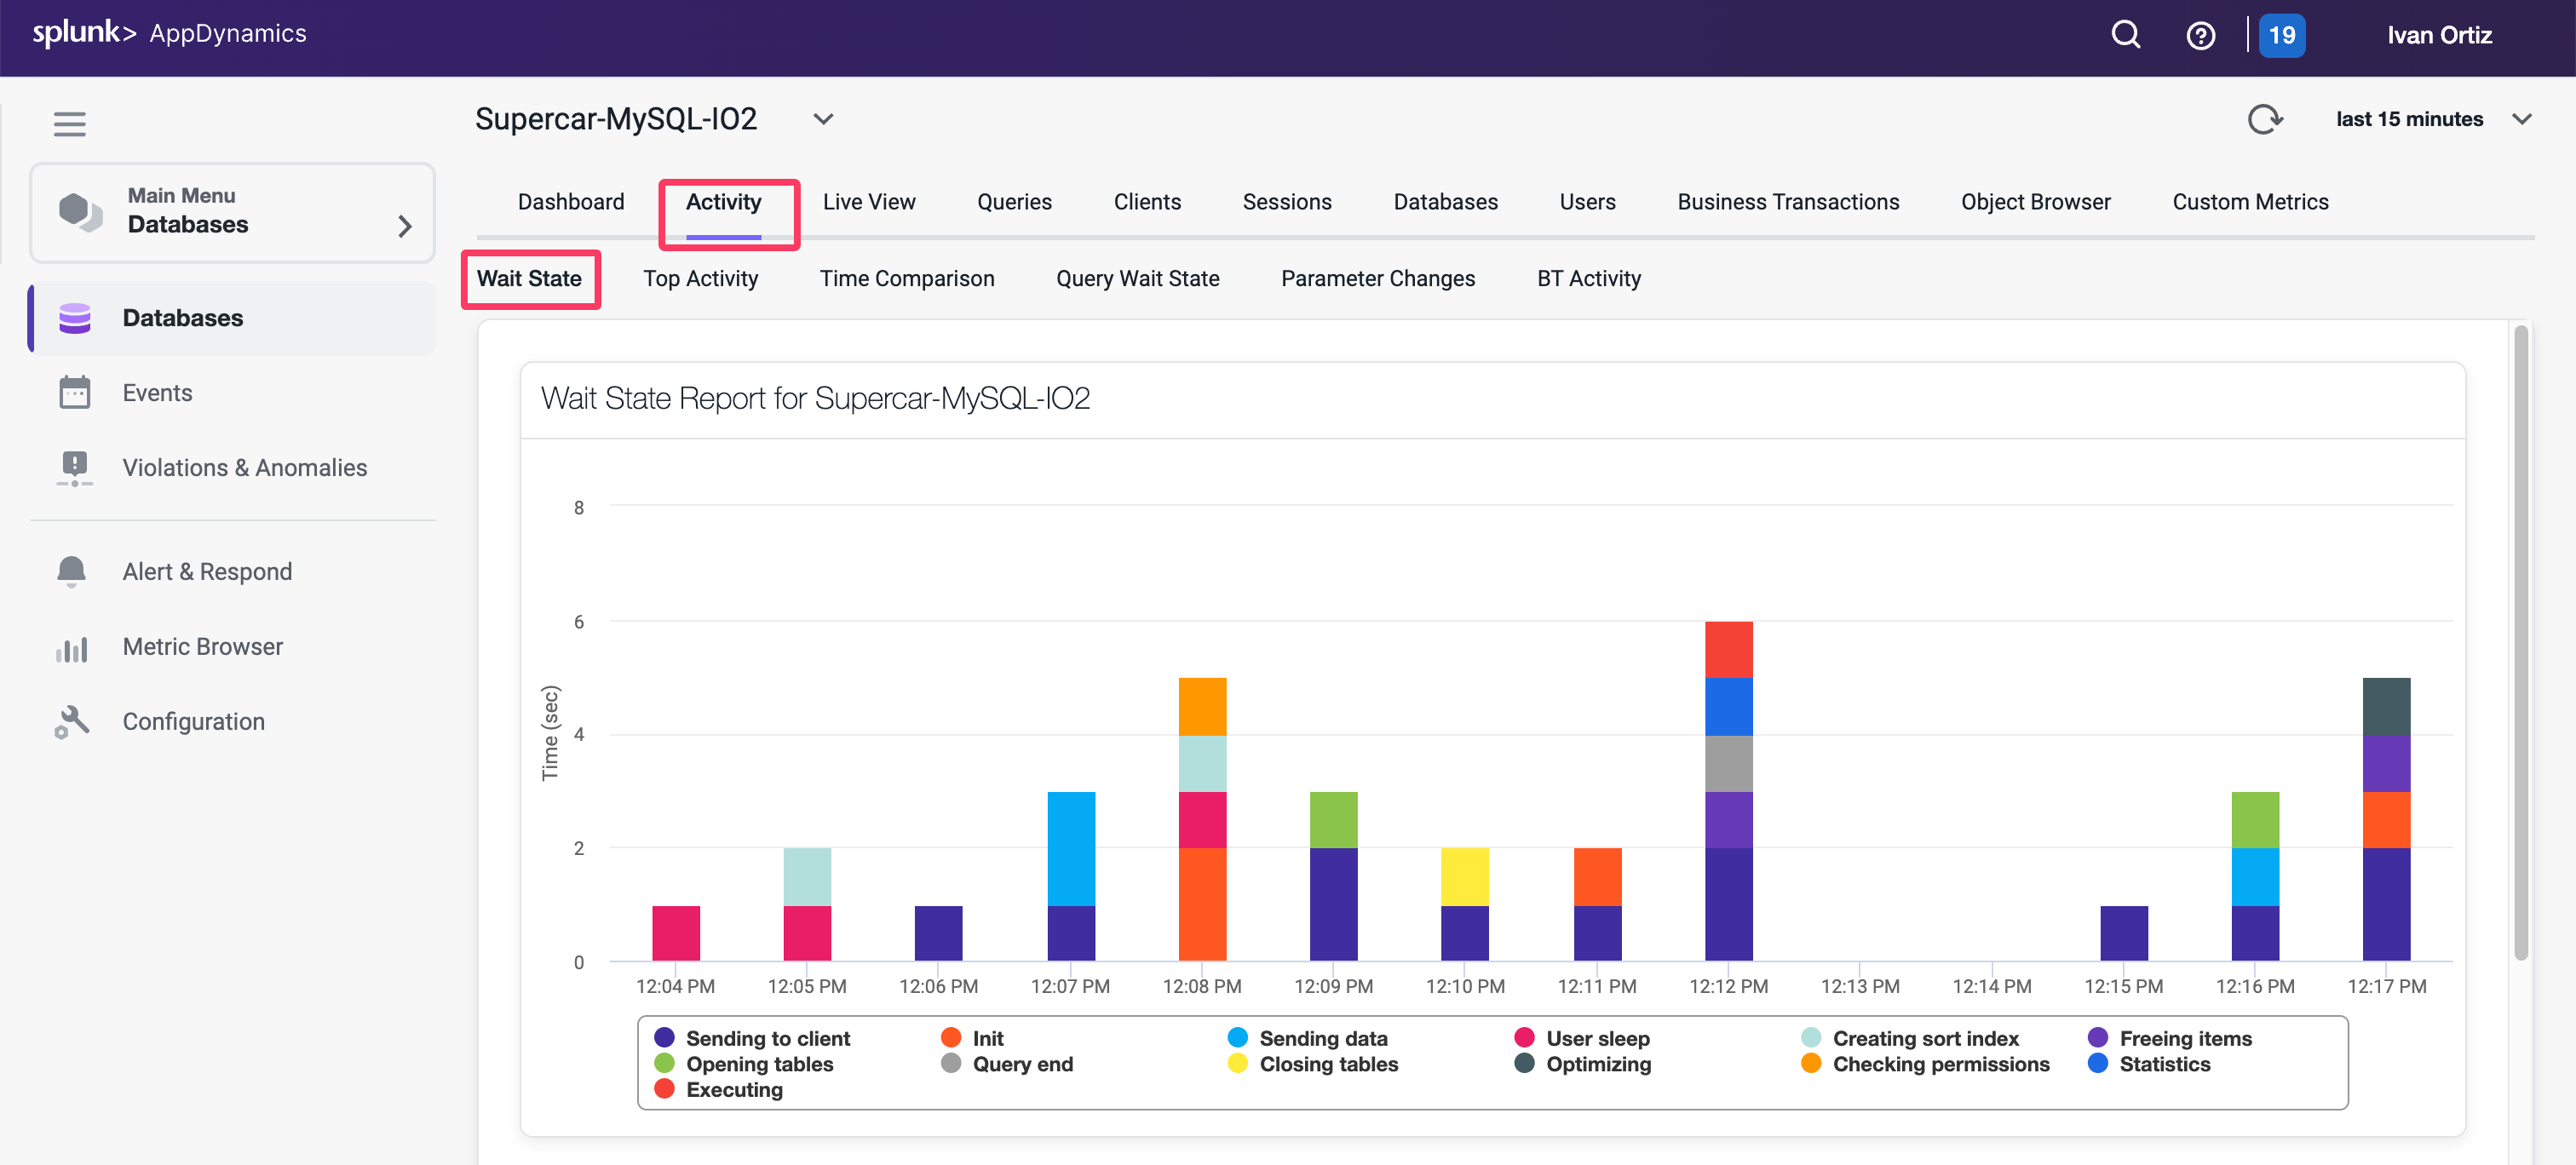 splunk> AppDynamics
19
Ivan Ortiz
Supercar-MySQL-IO2
last 15 minutes
Main Menu
Databases
Dashboard
Activity
Live View
Queries
Clients
Sessions
Databases
Users
Business Transactions
Object Browser
Custom Metrics
Wait State
Top Activity
Time Comparison
Query Wait State
Parameter Changes
BT Activity
Databases
Events
Violations & Anomalies
Alert & Respond
Metric Browser
Configuration
Wait State Report for Supercar-MySQL-IO2
8
6
4
2
0
Time (sec)
12:04 PM
12:05 PM
12:06 PM
12:07 PM
12:08 PM
12:09 PM
12:10 PM
12:11 PM
12:12 PM
12:13 PM
12:14 PM
12:15 PM
12:16 PM
12:17 PM
Sending to client
Init
Sending data
User sleep
Creating sort index
Freeing items
Opening tables
Query end
Closing tables
Optimizing
Checking permissions
Statistics
Executing